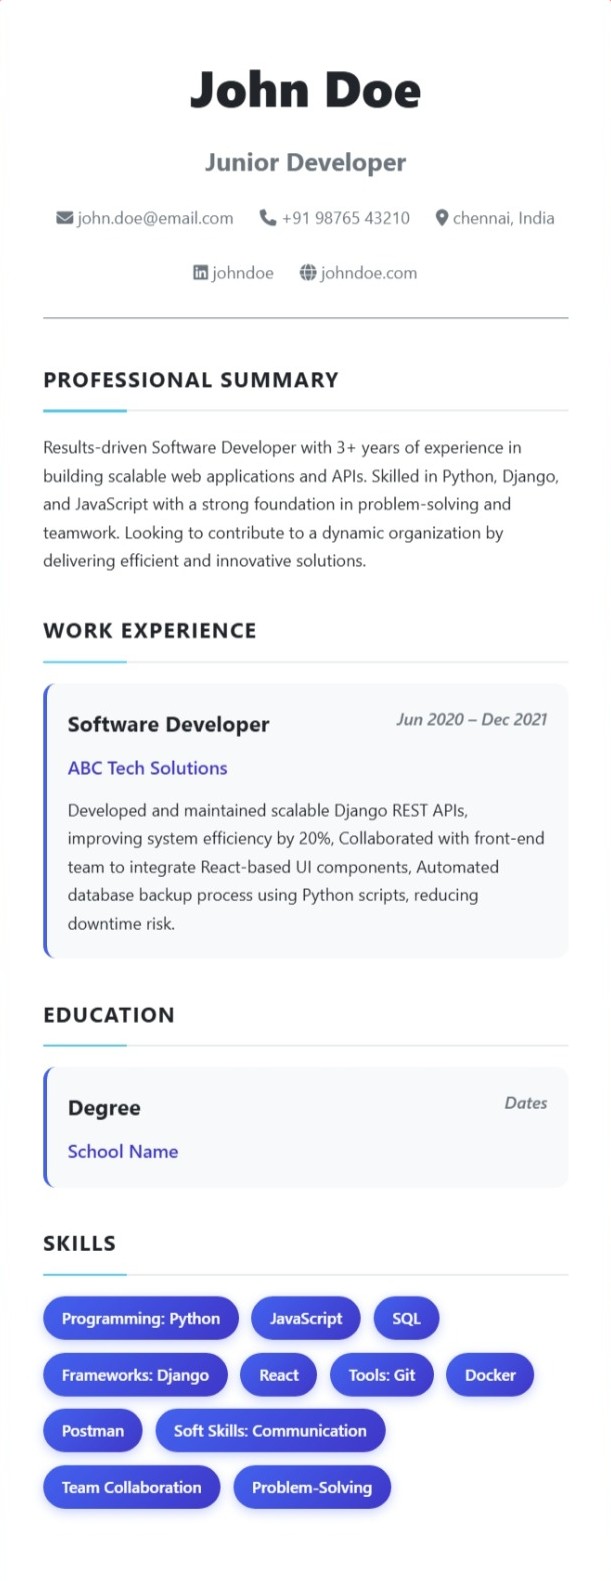 John Doe
Junior Developer
john.doe@email.com +91 98765 43210 chennai, India
johndoe johndoe.com
PROFESSIONAL SUMMARY
Results-driven Software Developer with 3+ years of experience in
building scalable web applications and APIs. Skilled in Python, Django,
and JavaScript with a strong foundation in problem-solving and
teamwork. Looking to contribute to a dynamic organization by
delivering efficient and innovative solutions.
WORK EXPERIENCE
Software Developer Jun 2020 – Dec 2021
ABC Tech Solutions
Developed and maintained scalable Django REST APIs,
improving system efficiency by 20%, Collaborated with front-end
team to integrate React-based UI components, Automated
database backup process using Python scripts, reducing
downtime risk.
EDUCATION
Degree Dates
School Name
SKILLS
Programming: Python JavaScript SQL
Frameworks: Django React Tools: Git Docker
Postman Soft Skills: Communication
Team Collaboration Problem-Solving